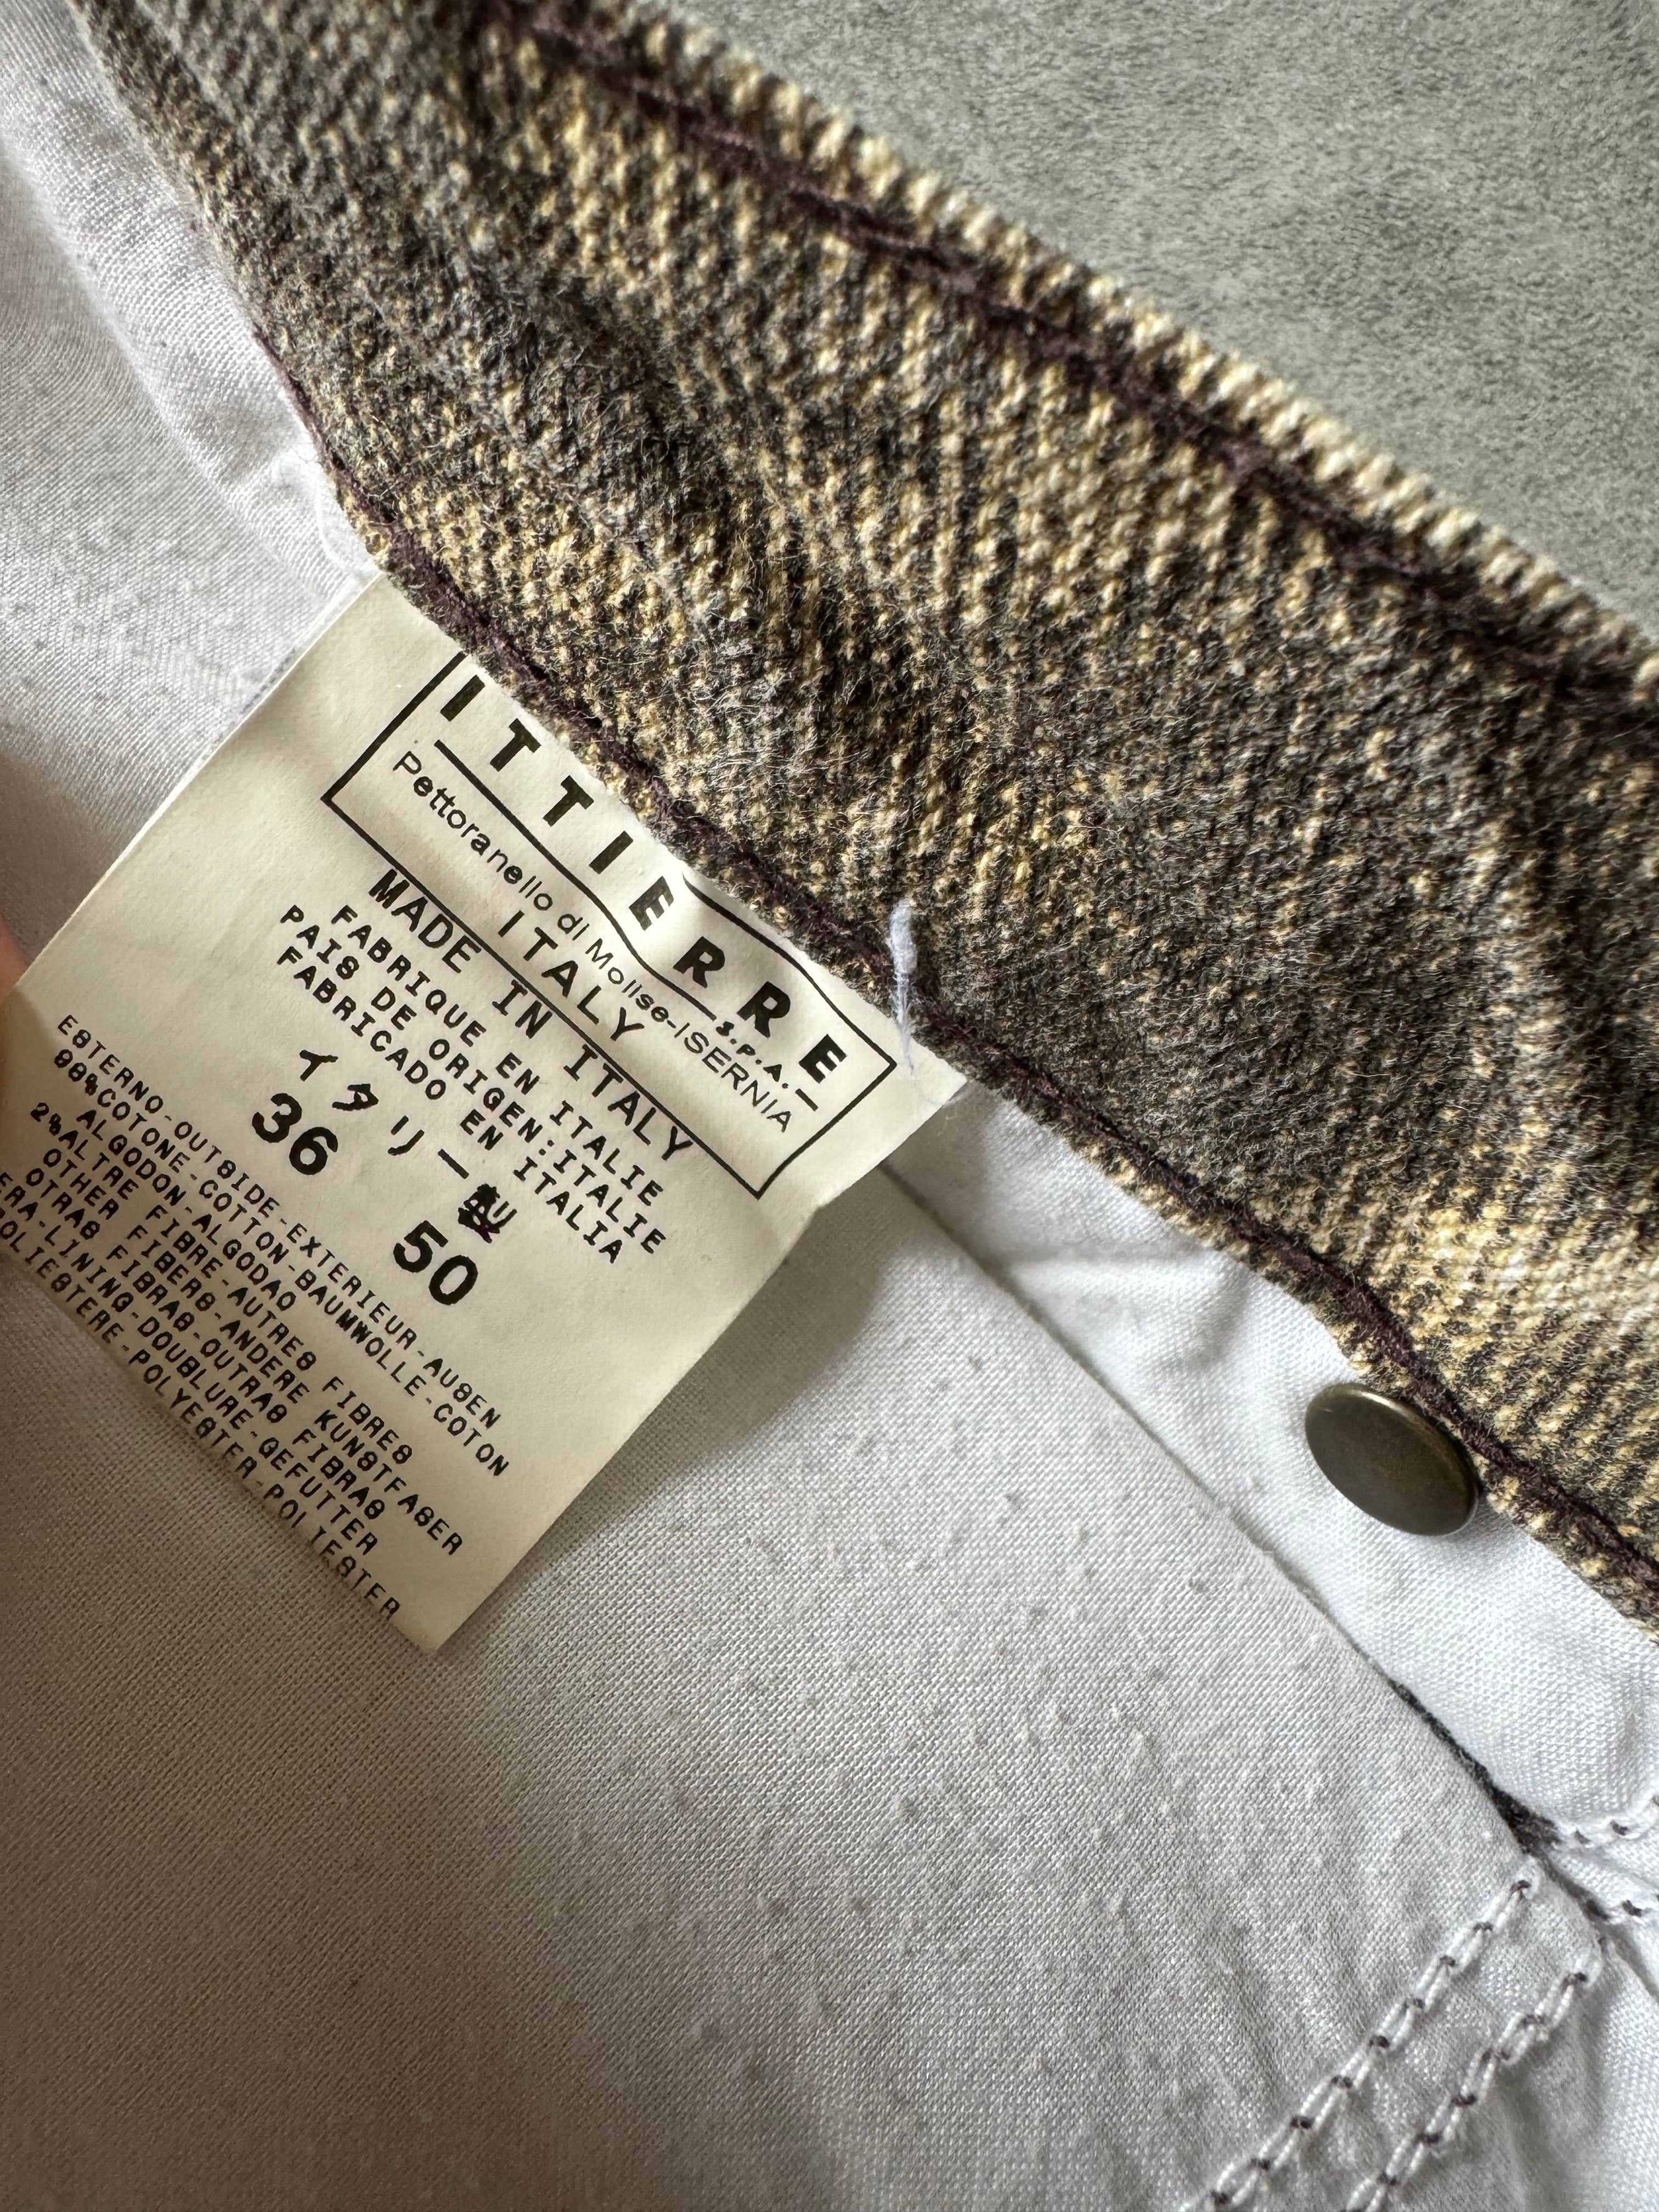 ITTIERRE
S.P.A.
Pettoranello di Molise-ISERNIA
ITALY
MADE IN ITALY
FABRIQUE EN ITALIE
PAIS DE ORIGEN:ITALIE
FABRICADO EN ITALIA
イタリー製
36 50
ESTERNO-OUTSIDE-EXTERIEUR-AUSEN
98%COTONE-COTTON-BAUMWOLLE-COTON
ALGODON-ALGODAO
2%ALTRE FIBRE-AUTRES FIBRES
OTHER FIBERS-ANDERE KUNSTFASER
OTRAS FIBRAS-OUTRAS FIBRAS
-LINING-DOUBLURE-GEFUTTER
-POLYESTER-POLIESTER